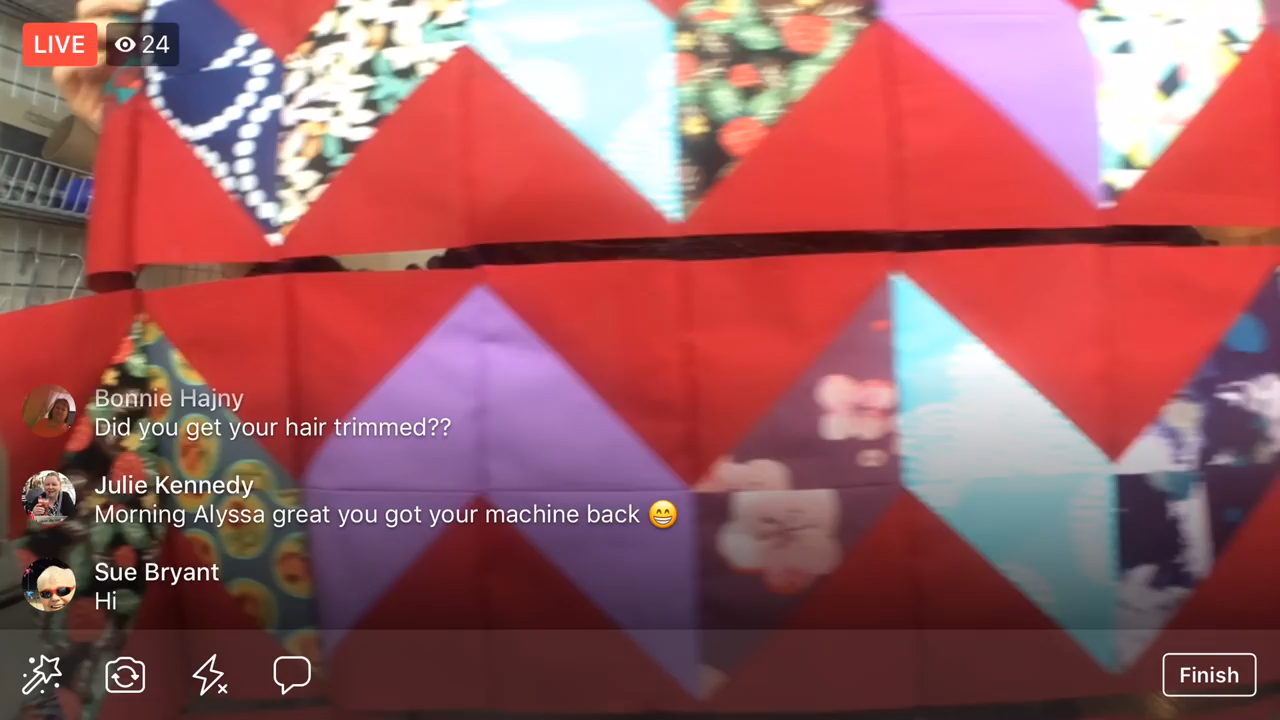 LIVE 24
Bonnie Hajny
Did you get your hair trimmed??
Julie Kennedy
Morning Alyssa great you got your machine back 😁
Sue Bryant
Hi
Finish